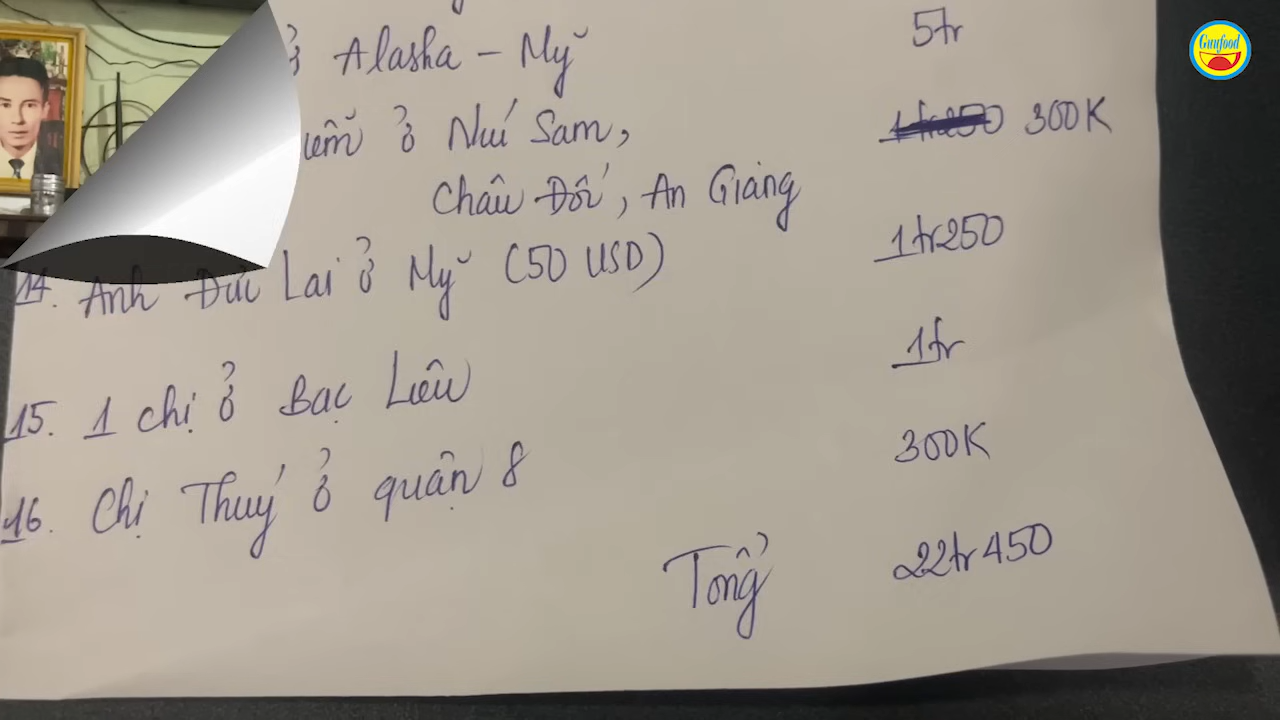 ở Alasha - Mỹ 5tr
ở Núi Sam, 300K
Châu Đốc, An Giang
14. Anh Đức Lai ở Mỹ (50 USD) 1tr250
15. 1 chị ở Bạc Liêu 1tr
16. Chị Thuý ở quận 8 300K
Tổng 22tr450
Guufood